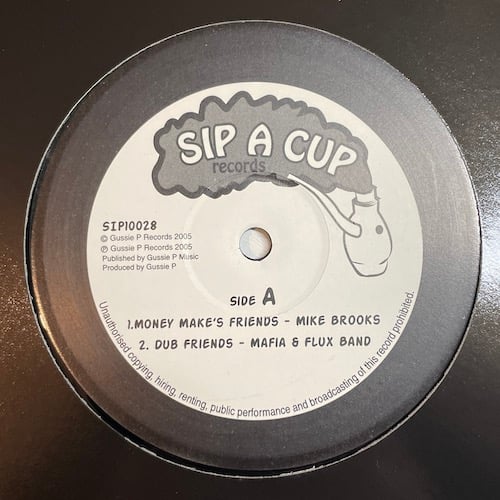 SIP A CUP
records
SIP10028
© Gussie P Records 2005
℗ Gussie P Records 2005
Published by Gussie P Music
Produced by Gussie P
SIDE A
1.MONEY MAKE'S FRIENDS - MIKE BROOKS
2. DUB FRIENDS - MAFIA & FLUX BAND
Unauthorised copying, hiring, renting, public performance and broadcasting of this record prohibited.